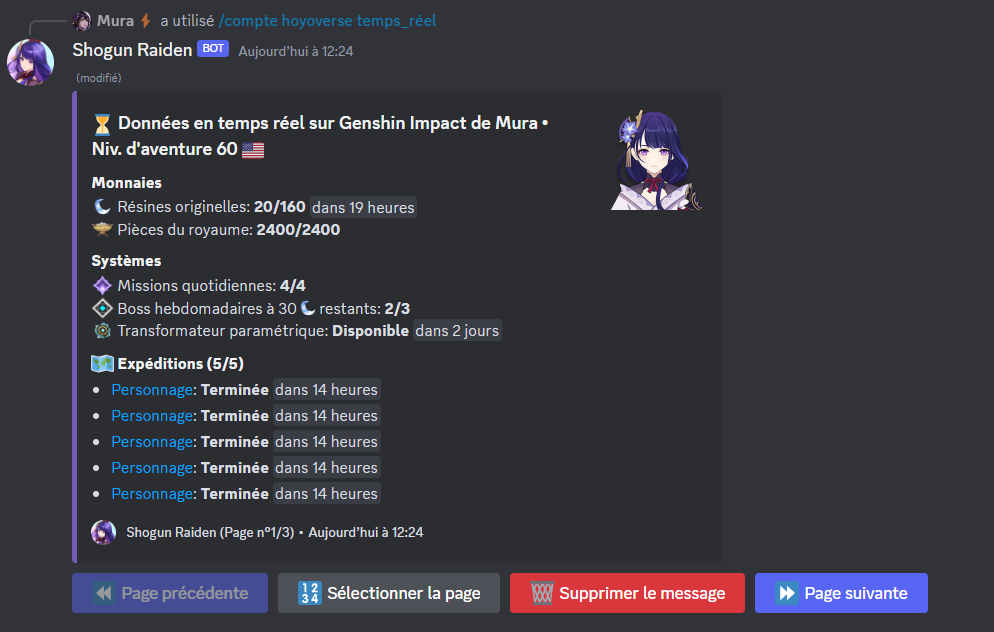 Mura a utilisé /compte hoyoverse temps_réel
Shogun Raiden BOT Aujourd'hui à 12:24
(modifié)
Données en temps réel sur Genshin Impact de Mura •
Niv. d'aventure 60
Monnaies
Résines originelles: 20/160 dans 19 heures
Pièces du royaume: 2400/2400
Systèmes
Missions quotidiennes: 4/4
Boss hebdomadaires à 30 restants: 2/3
Transformateur paramétrique: Disponible dans 2 jours
Expéditions (5/5)
• Personnage: Terminée dans 14 heures
• Personnage: Terminée dans 14 heures
• Personnage: Terminée dans 14 heures
• Personnage: Terminée dans 14 heures
• Personnage: Terminée dans 14 heures
Shogun Raiden (Page n°1/3) • Aujourd'hui à 12:24
Page précédente 1234 Sélectionner la page Supprimer le message Page suivante